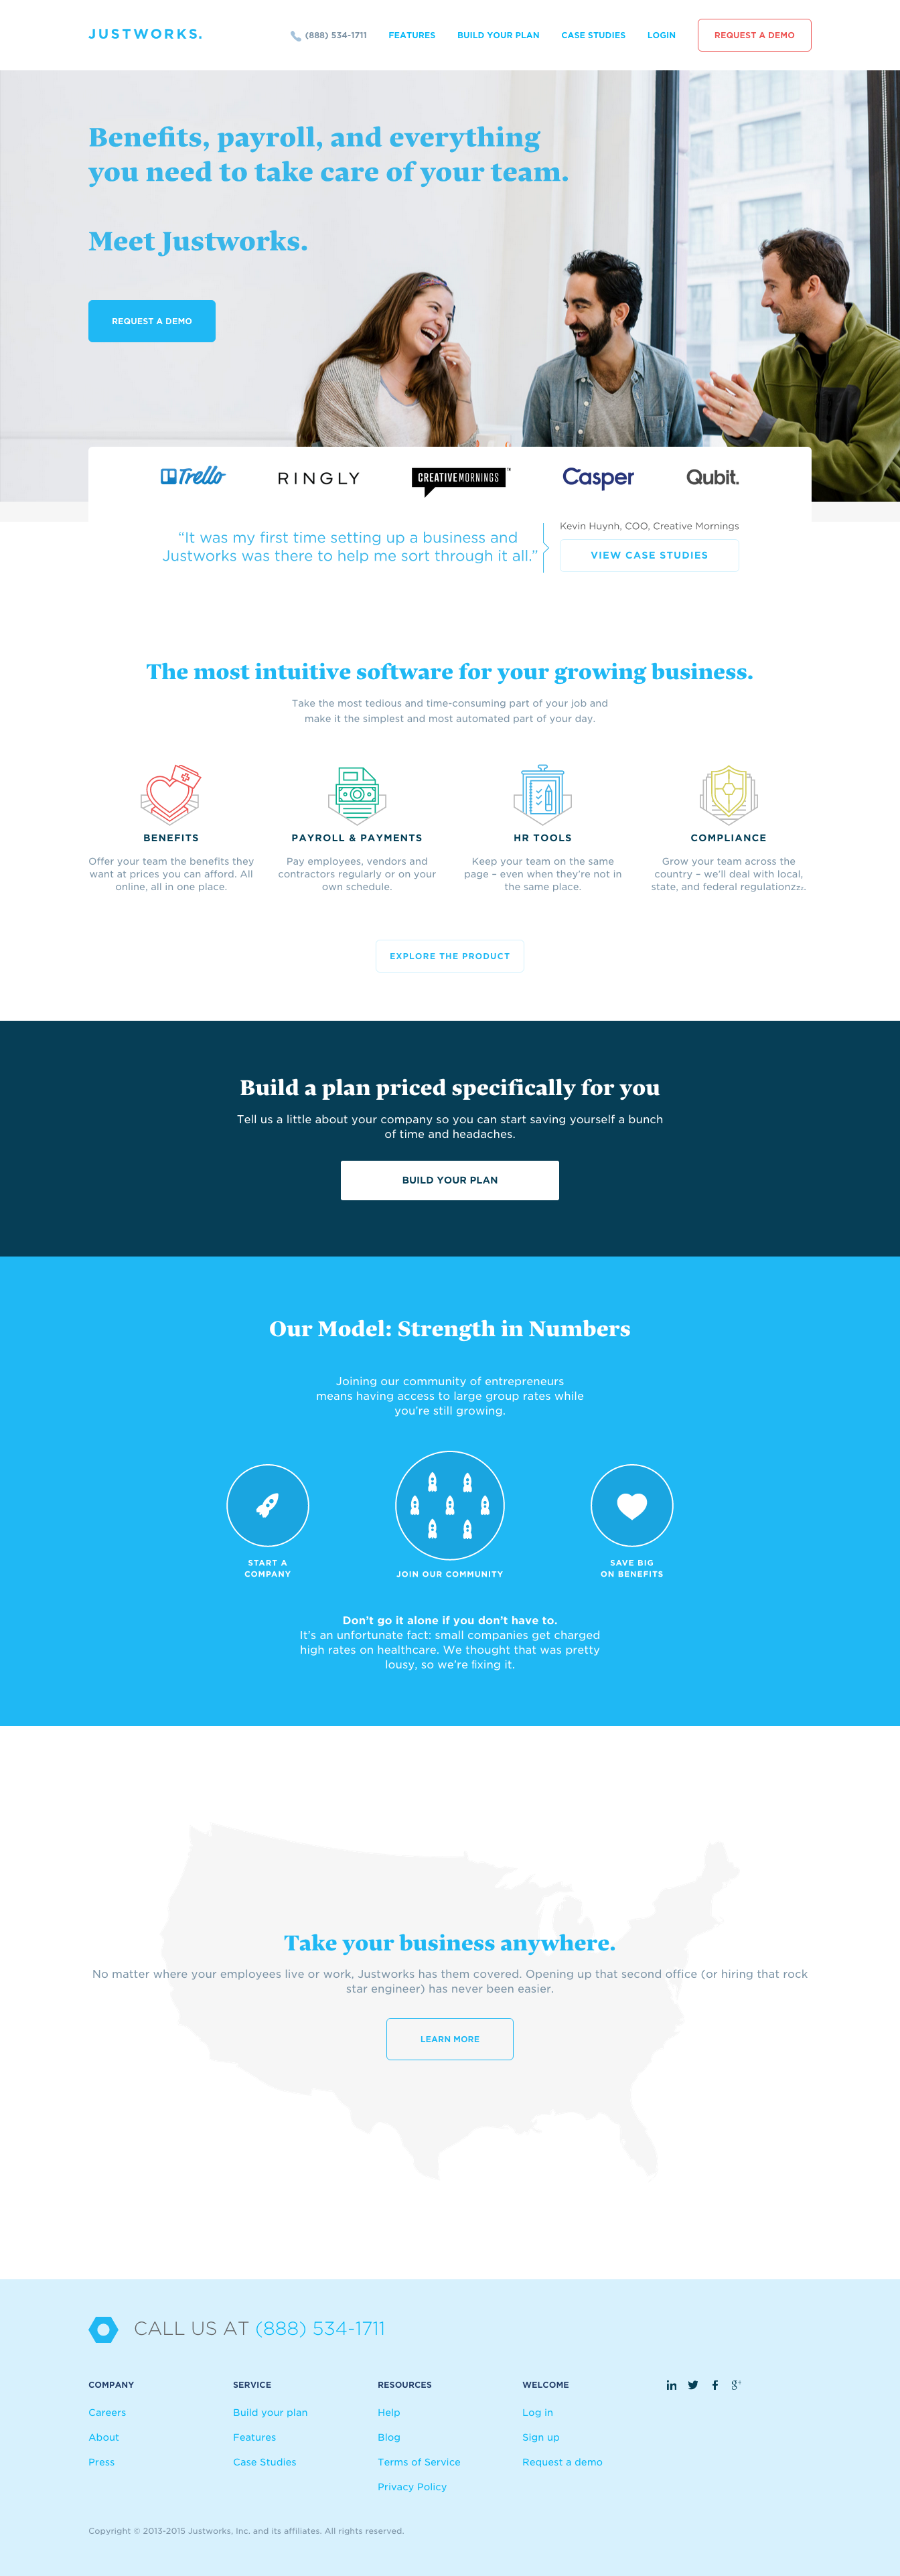 JUSTWORKS.
(888) 534-1711
FEATURES
BUILD YOUR PLAN
CASE STUDIES
LOGIN
REQUEST A DEMO
Benefits, payroll, and everything
you need to take care of your team.
Meet Justworks.
REQUEST A DEMO
Trello
RINGLY
CREATIVEMORNINGS™
Casper
Qubit.
“It was my first time setting up a business and
Justworks was there to help me sort through it all.”
Kevin Huynh, COO, Creative Mornings
VIEW CASE STUDIES
The most intuitive software for your growing business.
Take the most tedious and time-consuming part of your job and
make it the simplest and most automated part of your day.
BENEFITS
Offer your team the benefits they
want at prices you can afford. All
online, all in one place.
PAYROLL & PAYMENTS
Pay employees, vendors and
contractors regularly or on your
own schedule.
HR TOOLS
Keep your team on the same
page – even when they’re not in
the same place.
COMPLIANCE
Grow your team across the
country – we’ll deal with local,
state, and federal regulationzzz.
EXPLORE THE PRODUCT
Build a plan priced specifically for you
Tell us a little about your company so you can start saving yourself a bunch
of time and headaches.
BUILD YOUR PLAN
Our Model: Strength in Numbers
Joining our community of entrepreneurs
means having access to large group rates while
you’re still growing.
START A
COMPANY
JOIN OUR COMMUNITY
SAVE BIG
ON BENEFITS
Don’t go it alone if you don’t have to.
It’s an unfortunate fact: small companies get charged
high rates on healthcare. We thought that was pretty
lousy, so we’re fixing it.
Take your business anywhere.
No matter where your employees live or work, Justworks has them covered. Opening up that second office (or hiring that rock
star engineer) has never been easier.
LEARN MORE
CALL US AT (888) 534-1711
COMPANY
Careers
About
Press
SERVICE
Build your plan
Features
Case Studies
RESOURCES
Help
Blog
Terms of Service
Privacy Policy
WELCOME
Log in
Sign up
Request a demo
Copyright © 2013-2015 Justworks, Inc. and its affiliates. All rights reserved.